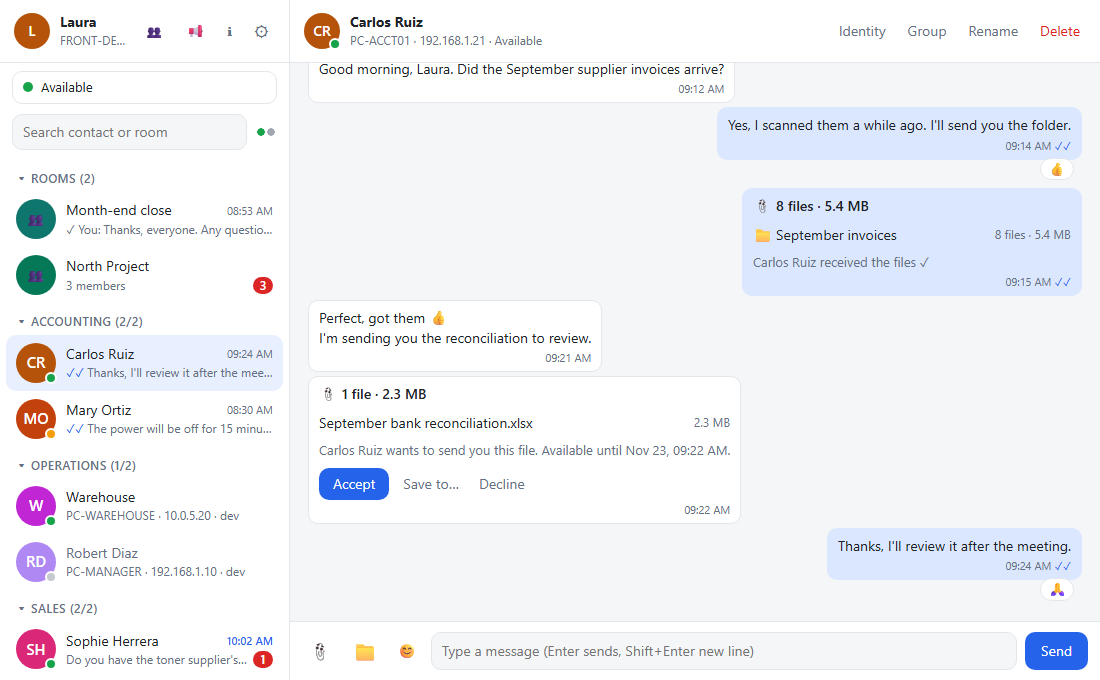 L
Laura
FRONT-DE...
Available
Search contact or room
ROOMS (2)
Month-end close
08:53 AM
✓ You: Thanks, everyone. Any questio...
North Project
3 members
3
ACCOUNTING (2/2)
CR
Carlos Ruiz
09:24 AM
✓✓ Thanks, I'll review it after the mee...
MO
Mary Ortiz
08:30 AM
✓✓ The power will be off for 15 minu...
OPERATIONS (1/2)
W
Warehouse
PC-WAREHOUSE · 10.0.5.20 · dev
RD
Robert Diaz
PC-MANAGER · 192.168.1.10 · dev
SALES (2/2)
SH
Sophie Herrera
10:02 AM
Do you have the toner supplier's...
1
CR
Carlos Ruiz
PC-ACCT01 · 192.168.1.21 · Available
Identity
Group
Rename
Delete
Good morning, Laura. Did the September supplier invoices arrive?
09:12 AM
Yes, I scanned them a while ago. I'll send you the folder.
09:14 AM ✓✓
👍
8 files · 5.4 MB
September invoices
8 files · 5.4 MB
Carlos Ruiz received the files ✓
09:15 AM ✓✓
Perfect, got them 👍
I'm sending you the reconciliation to review.
09:21 AM
1 file · 2.3 MB
September bank reconciliation.xlsx
2.3 MB
Carlos Ruiz wants to send you this file. Available until Nov 23, 09:22 AM.
Accept
Save to...
Decline
09:22 AM
Thanks, I'll review it after the meeting.
09:24 AM ✓✓
🙏
Type a message (Enter sends, Shift+Enter new line)
Send